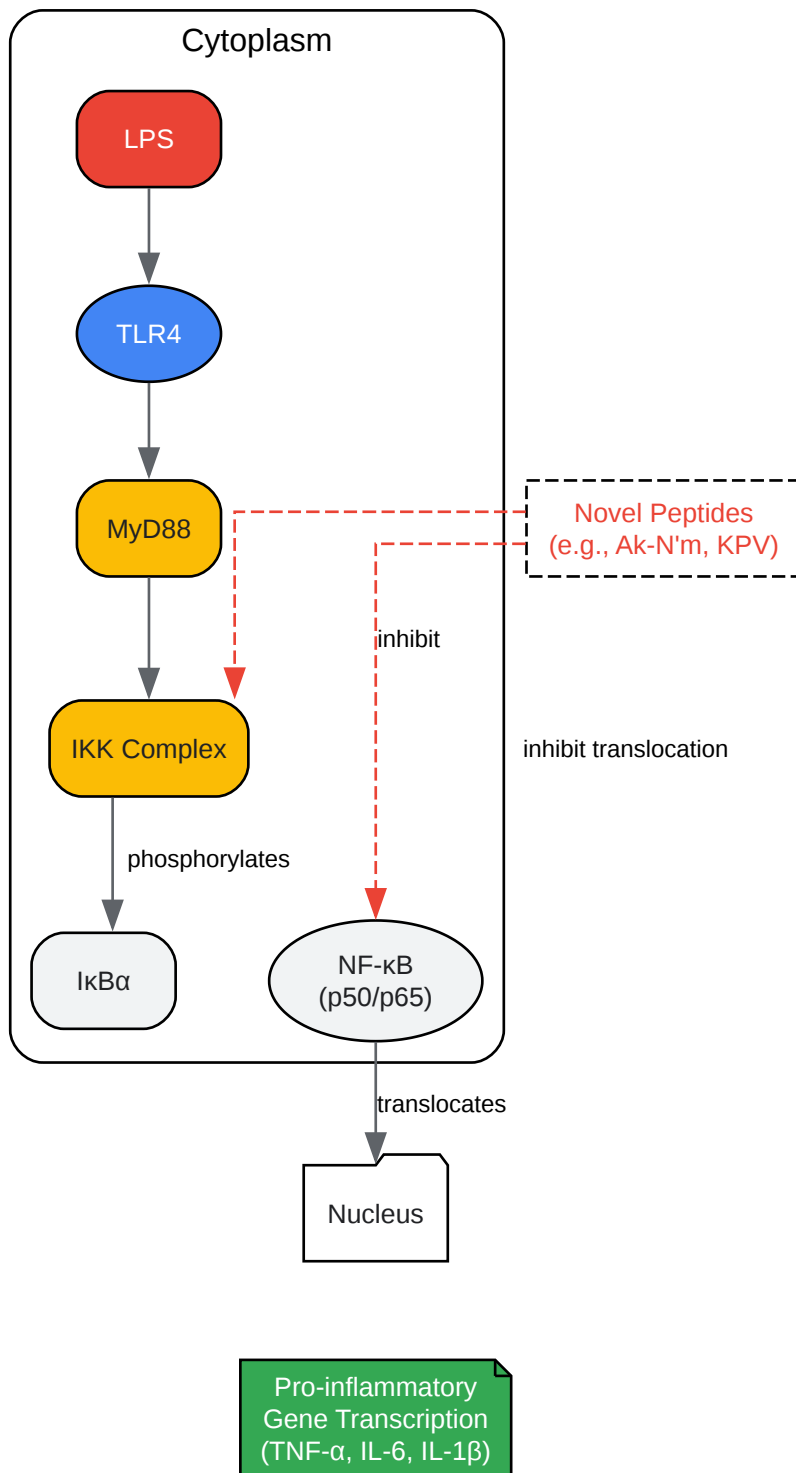 Cytoplasm
LPS
TLR4
MyD88
Novel Peptides
(e.g., Ak-N'm, KPV)
inhibit
IKK Complex
inhibit translocation
phosphorylates
IκBα
NF-κB
(p50/p65)
translocates
Nucleus
Pro-inflammatory
Gene Transcription
(TNF-α, IL-6, IL-1β)